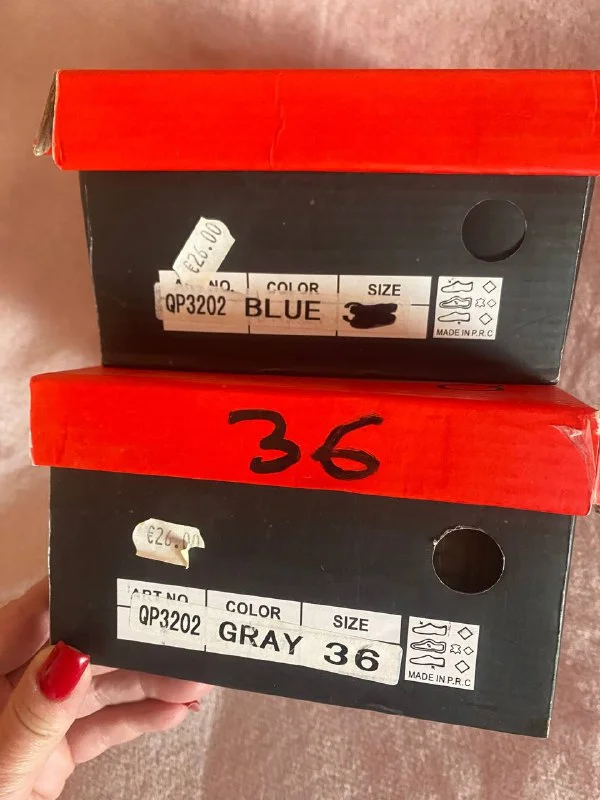 €26.00
ART NO. COLOR SIZE
QP3202 BLUE
MADE IN P.R.C
36
€26.00
ART NO. COLOR SIZE
QP3202 GRAY 36
MADE IN P.R.C